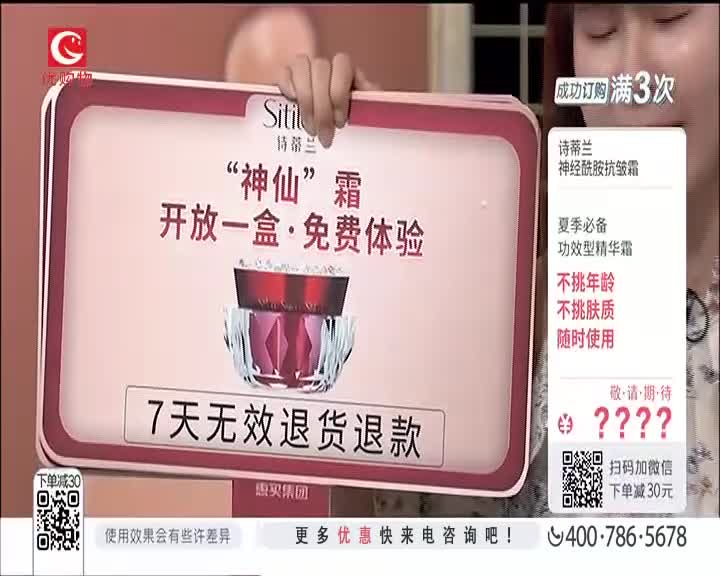 优购物
诗蒂兰
“神仙”霜
开放一盒·免费体验
7天无效退货退款
惠买集团
成功订购 满3次
诗蒂兰
神经酰胺抗皱霜
夏季必备
功效型精华霜
不挑年龄
不挑肤质
随时使用
敬·请·期·待
¥ ????
扫码加微信
下单减30元
下单减30
使用效果会有些许差异
更多优惠快来电咨询吧！
400-786-5678